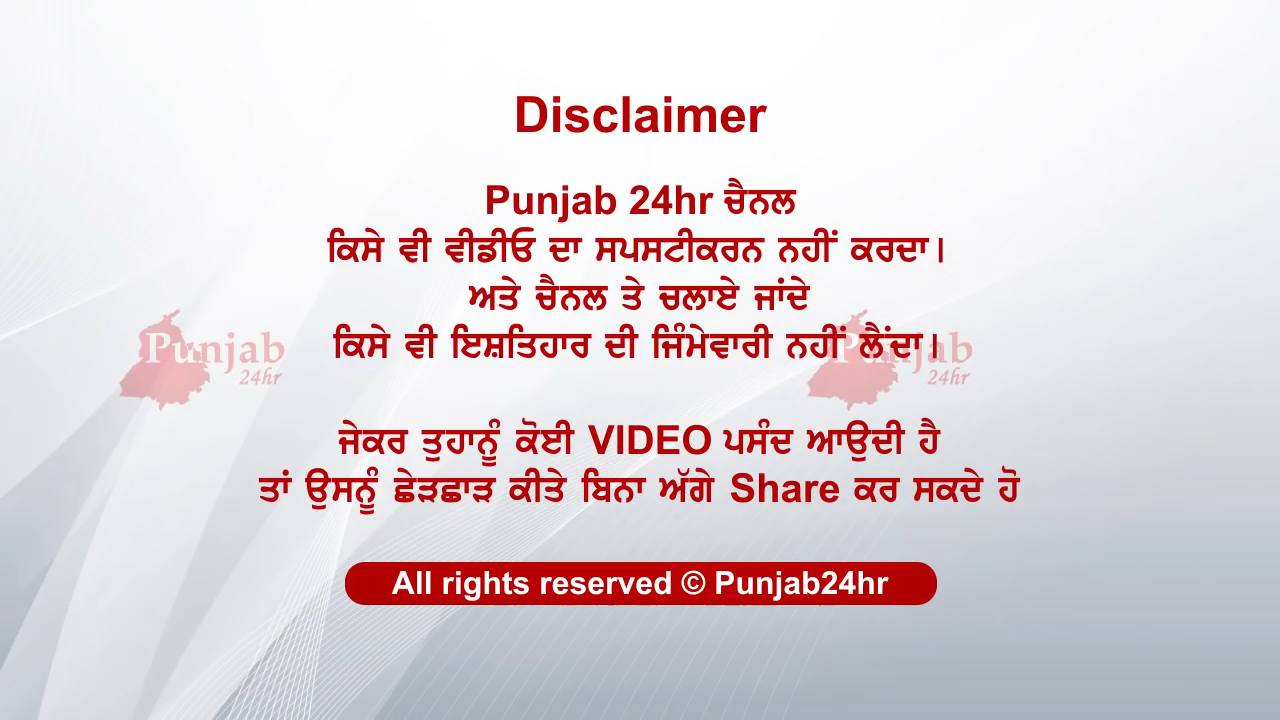 Disclaimer
Punjab 24hr ਚੈਨਲ
ਕਿਸੇ ਵੀ ਵੀਡੀਓ ਦਾ ਸਪਸਟੀਕਰਨ ਨਹੀਂ ਕਰਦਾ।
ਅਤੇ ਚੈਨਲ ਤੇ ਚਲਾਏ ਜਾਂਦੇ
ਕਿਸੇ ਵੀ ਇਸ਼ਤਿਹਾਰ ਦੀ ਜਿੰਮੇਵਾਰੀ ਨਹੀਂ ਲੈਂਦਾ।
Punjab
24hr
Punjab
24hr
ਜੇਕਰ ਤੁਹਾਨੂੰ ਕੋਈ VIDEO ਪਸੰਦ ਆਉਦੀ ਹੈ
ਤਾਂ ਉਸਨੂੰ ਛੇੜਛਾੜ ਕੀਤੇ ਬਿਨਾ ਅੱਗੇ Share ਕਰ ਸਕਦੇ ਹੋ
All rights reserved © Punjab24hr